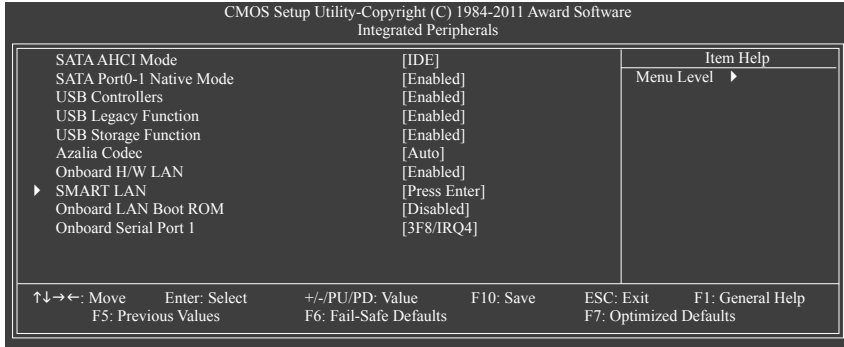 CMOS Setup Utility-Copyright (C) 1984-2011 Award Software
Integrated Peripherals
SATA AHCI Mode [IDE] Item Help
SATA Port0-1 Native Mode [Enabled] Menu Level ▶
USB Controllers [Enabled]
USB Legacy Function [Enabled]
USB Storage Function [Enabled]
Azalia Codec [Auto]
Onboard H/W LAN [Enabled]
▶ SMART LAN [Press Enter]
Onboard LAN Boot ROM [Disabled]
Onboard Serial Port 1 [3F8/IRQ4]
↑↓→←: Move Enter: Select +/-/PU/PD: Value F10: Save ESC: Exit F1: General Help
F5: Previous Values F6: Fail-Safe Defaults F7: Optimized Defaults